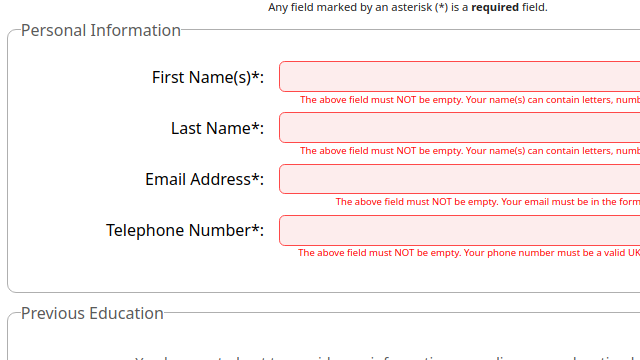 Any field marked by an asterisk (*) is a required field.
Personal Information
First Name(s)*:
The above field must NOT be empty. Your name(s) can contain letters, numb
Last Name*:
The above field must NOT be empty. Your name(s) can contain letters, numb
Email Address*:
The above field must NOT be empty. Your email must be in the form
Telephone Number*:
The above field must NOT be empty. Your phone number must be a valid UK
Previous Education